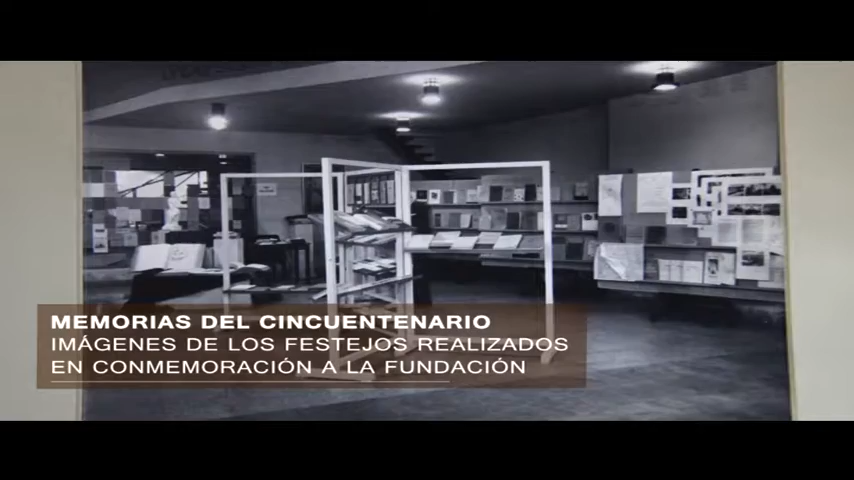 MEMORIAS DEL CINCUENTENARIO
IMÁGENES DE LOS FESTEJOS REALIZADOS
EN CONMEMORACIÓN A LA FUNDACIÓN